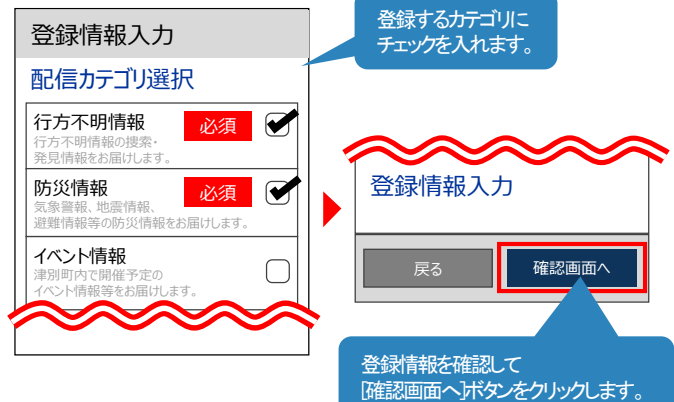 登録するカテゴリに
チェックを入れます。
登録情報入力
配信カテゴリ選択
行方不明情報
必須
行方不明情報の捜索・
発見情報をお届けします。
防災情報
必須
気象警報、地震情報、
避難情報等の防災情報をお届けします。
イベント情報
津別町内で開催予定の
イベント情報等をお届けします。
登録情報入力
戻る
確認画面へ
登録情報を確認して
[確認画面へ]ボタンをクリックします。